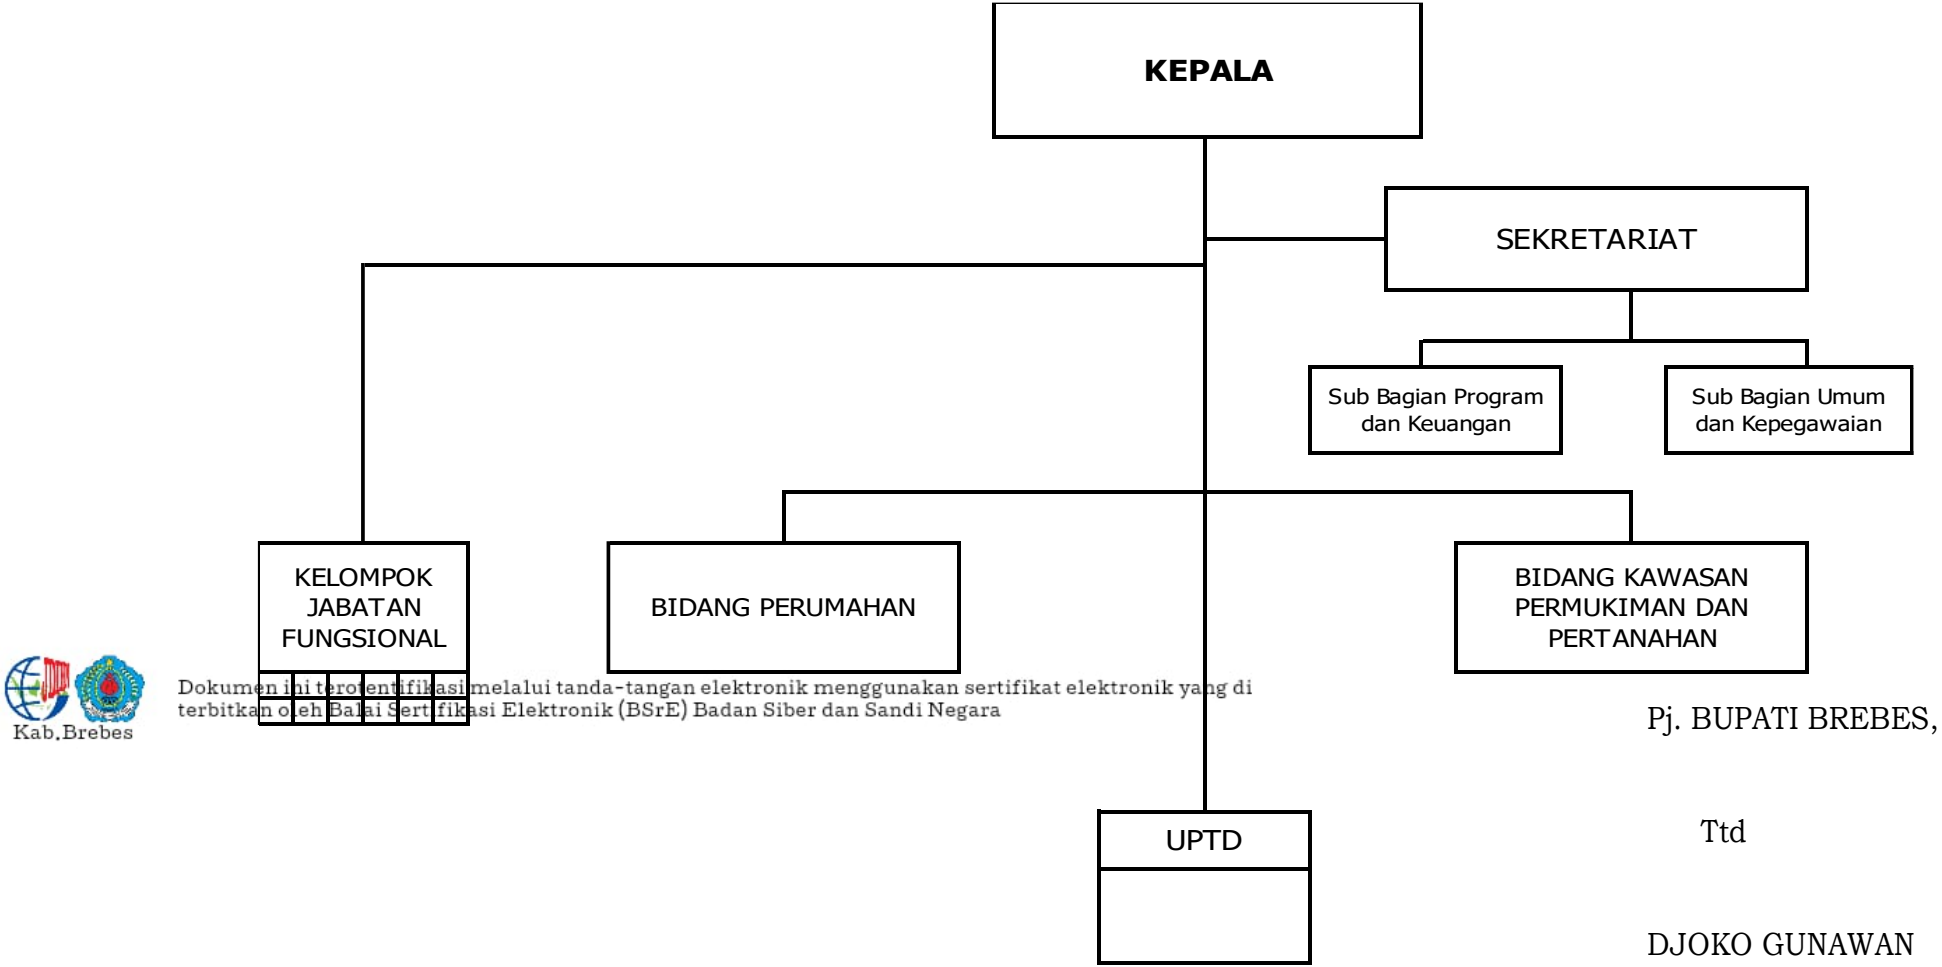 KEPALA
SEKRETARIAT
Sub Bagian Program
dan Keuangan
Sub Bagian Umum
dan Kepegawaian
KELOMPOK
JABATAN
FUNGSIONAL
BIDANG PERUMAHAN
BIDANG KAWASAN
PERMUKIMAN DAN
PERTANAHAN
Kab.Brebes
Dokumen ini terotentifikasi melalui tanda-tangan elektronik menggunakan sertifikat elektronik yang di
terbitkan oleh Balai Sertifikasi Elektronik (BSrE) Badan Siber dan Sandi Negara
UPTD
Pj. BUPATI BREBES,
Ttd
DJOKO GUNAWAN